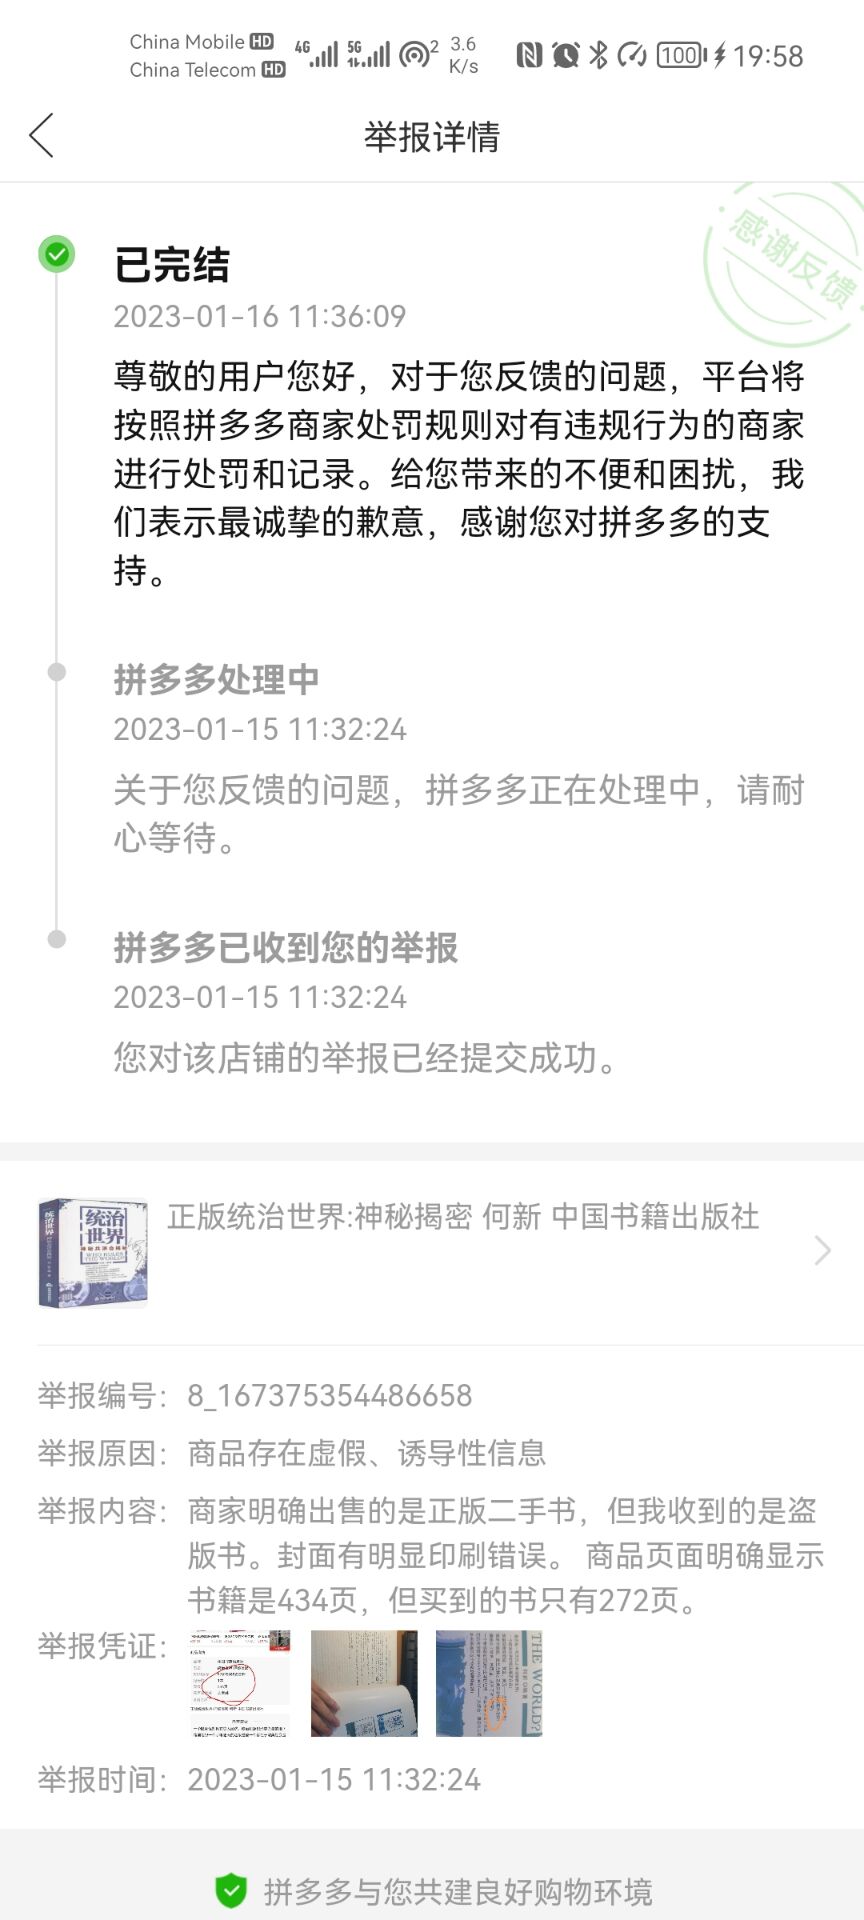 China Mobile HD
China Telecom HD
4G
5G
2
3.6
K/s
100
19:58
举报详情
感谢反馈
已完结
2023-01-16 11:36:09
尊敬的用户您好，对于您反馈的问题，平台将
按照拼多多商家处罚规则对有违规行为的商家
进行处罚和记录。给您带来的不便和困扰，我
们表示最诚挚的歉意，感谢您对拼多多的支
持。
拼多多处理中
2023-01-15 11:32:24
关于您反馈的问题，拼多多正在处理中，请耐
心等待。
拼多多已收到您的举报
2023-01-15 11:32:24
您对该店铺的举报已经提交成功。
统治
世界
正版统治世界:神秘揭密 何新 中国书籍出版社
举报编号：8_167375354486658
举报原因：商品存在虚假、诱导性信息
举报内容：商家明确出售的是正版二手书，但我收到的是盗
版书。封面有明显印刷错误。 商品页面明确显示
书籍是434页，但买到的书只有272页。
举报凭证：
THE WORLD?
举报时间：2023-01-15 11:32:24
拼多多与您共建良好购物环境